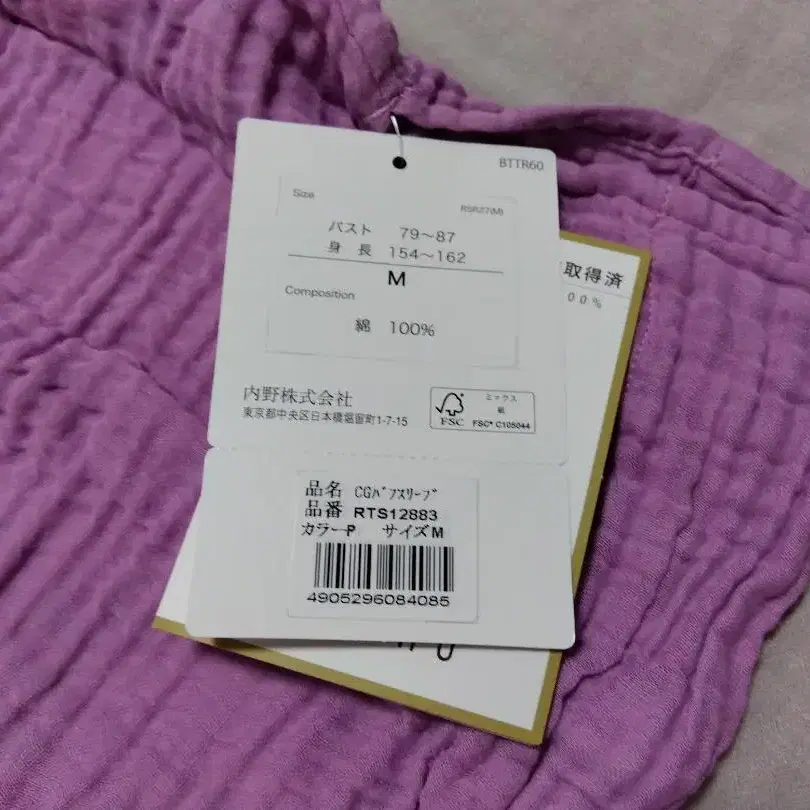 BTTR60
Size
RSR27(M)
バスト 79〜87
身長 154〜162
M
Composition
綿 100%
内野株式会社
東京都中央区日本橋堀留町1-7-15
FSC
ミックス
紙
FSC® C105044
取得済
00%
品名 CGパフスリーブ
品番 RTS12883
カラーP サイズM
4905296084085